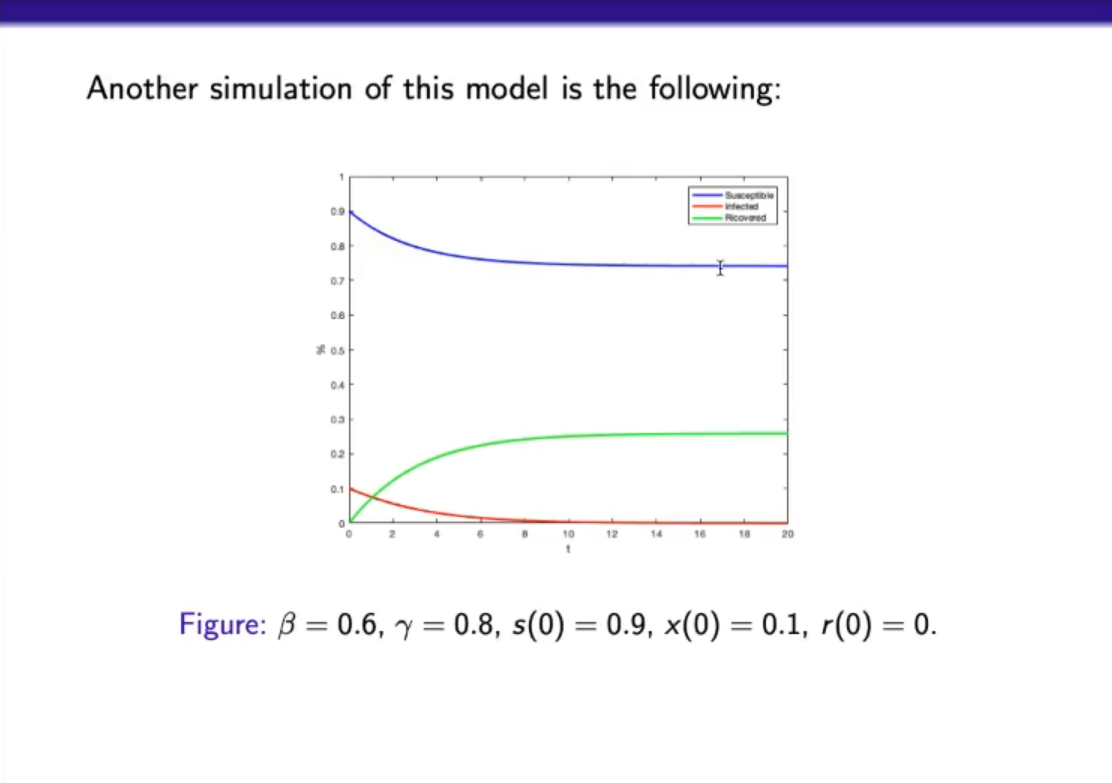 Another simulation of this model is the following:
1
0.9
0.8
0.7
0.6
0.5
0.4
0.3
0.2
0.1
0
%
Susceptible
Infected
Ricovered
0 2 4 6 8 10 12 14 16 18 20
t
Figure: β = 0.6, γ = 0.8, s(0) = 0.9, x(0) = 0.1, r(0) = 0.